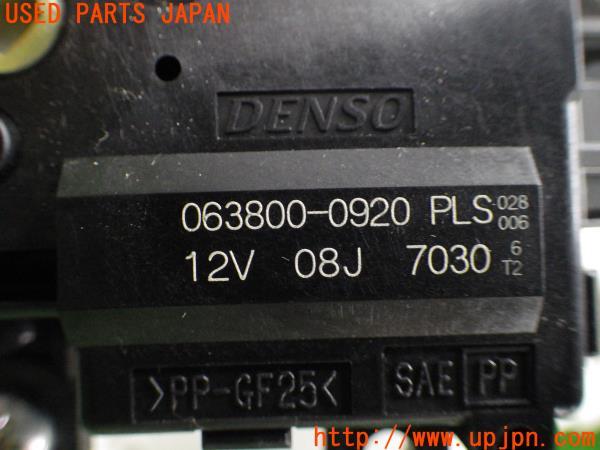 USED PARTS JAPAN
DENSO
063800-0920 PLS 028 006
12V 08J 7030 6 T2
>PP-GF25<
SAE PP
UPJ
http://www.upjpn.com